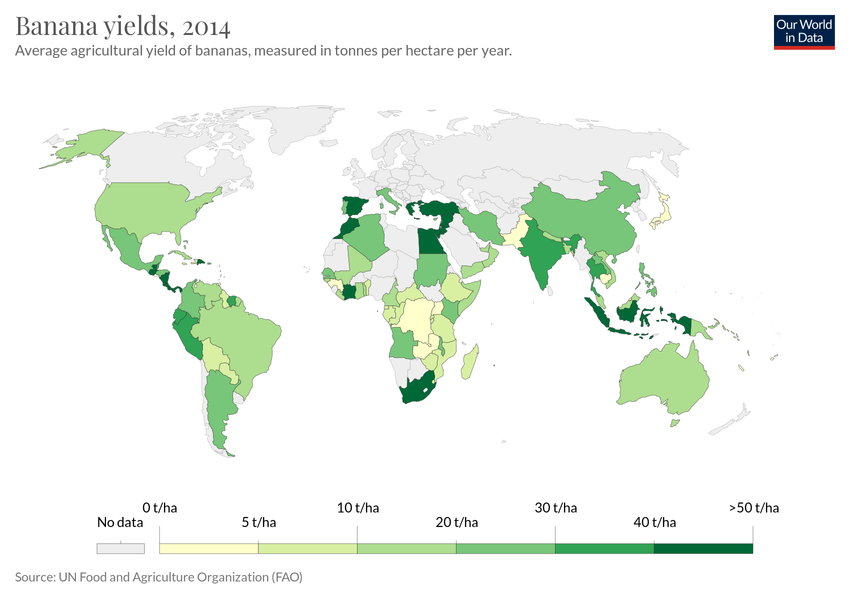 Banana yields, 2014
Our World
in Data
Average agricultural yield of bananas, measured in tonnes per hectare per year.
No data
0 t/ha
5 t/ha
10 t/ha
20 t/ha
30 t/ha
40 t/ha
>50 t/ha
Source: UN Food and Agriculture Organization (FAO)